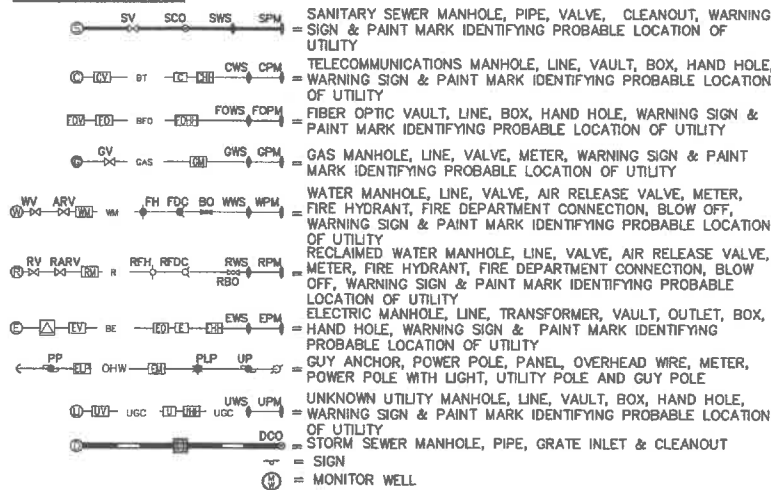 SV SCO SWS SPM
S = SANITARY SEWER MANHOLE, PIPE, VALVE, CLEANOUT, WARNING
SIGN & PAINT MARK IDENTIFYING PROBABLE LOCATION OF
UTILITY
CWS CPM
C CV BT C CHH = TELECOMMUNICATIONS MANHOLE, LINE, VAULT, BOX, HAND HOLE,
WARNING SIGN & PAINT MARK IDENTIFYING PROBABLE LOCATION
OF UTILITY
FOWS FOPM
FOV FO BFO FOHH = FIBER OPTIC VAULT, LINE, BOX, HAND HOLE, WARNING SIGN &
PAINT MARK IDENTIFYING PROBABLE LOCATION OF UTILITY
GV GWS GPM
G GAS GM = GAS MANHOLE, LINE, VALVE, METER, WARNING SIGN & PAINT
MARK IDENTIFYING PROBABLE LOCATION OF UTILITY
WV ARV FH FDC BO WWS WPM
W WM WM = WATER MANHOLE, LINE, VALVE, AIR RELEASE VALVE, METER,
FIRE HYDRANT, FIRE DEPARTMENT CONNECTION, BLOW OFF,
WARNING SIGN & PAINT MARK IDENTIFYING PROBABLE LOCATION
OF UTILITY
RV RARV RFH RFDC RWS RPM
R RM R RBO = RECLAIMED WATER MANHOLE, LINE, VALVE, AIR RELEASE VALVE,
METER, FIRE HYDRANT, FIRE DEPARTMENT CONNECTION, BLOW
OFF, WARNING SIGN & PAINT MARK IDENTIFYING PROBABLE
LOCATION OF UTILITY
EWS EPM
E EV BE EO E EHH = ELECTRIC MANHOLE, LINE, TRANSFORMER, VAULT, OUTLET, BOX,
HAND HOLE, WARNING SIGN & PAINT MARK IDENTIFYING
PROBABLE LOCATION OF UTILITY
PP PLP UP
ELP OHW EM = GUY ANCHOR, POWER POLE, PANEL, OVERHEAD WIRE, METER,
POWER POLE WITH LIGHT, UTILITY POLE AND GUY POLE
UWS UPM
U UV UGC U UHH UGC = UNKNOWN UTILITY MANHOLE, LINE, VAULT, BOX, HAND HOLE,
WARNING SIGN & PAINT MARK IDENTIFYING PROBABLE LOCATION
OF UTILITY
DCO
= STORM SEWER MANHOLE, PIPE, GRATE INLET & CLEANOUT
= SIGN
MW = MONITOR WELL